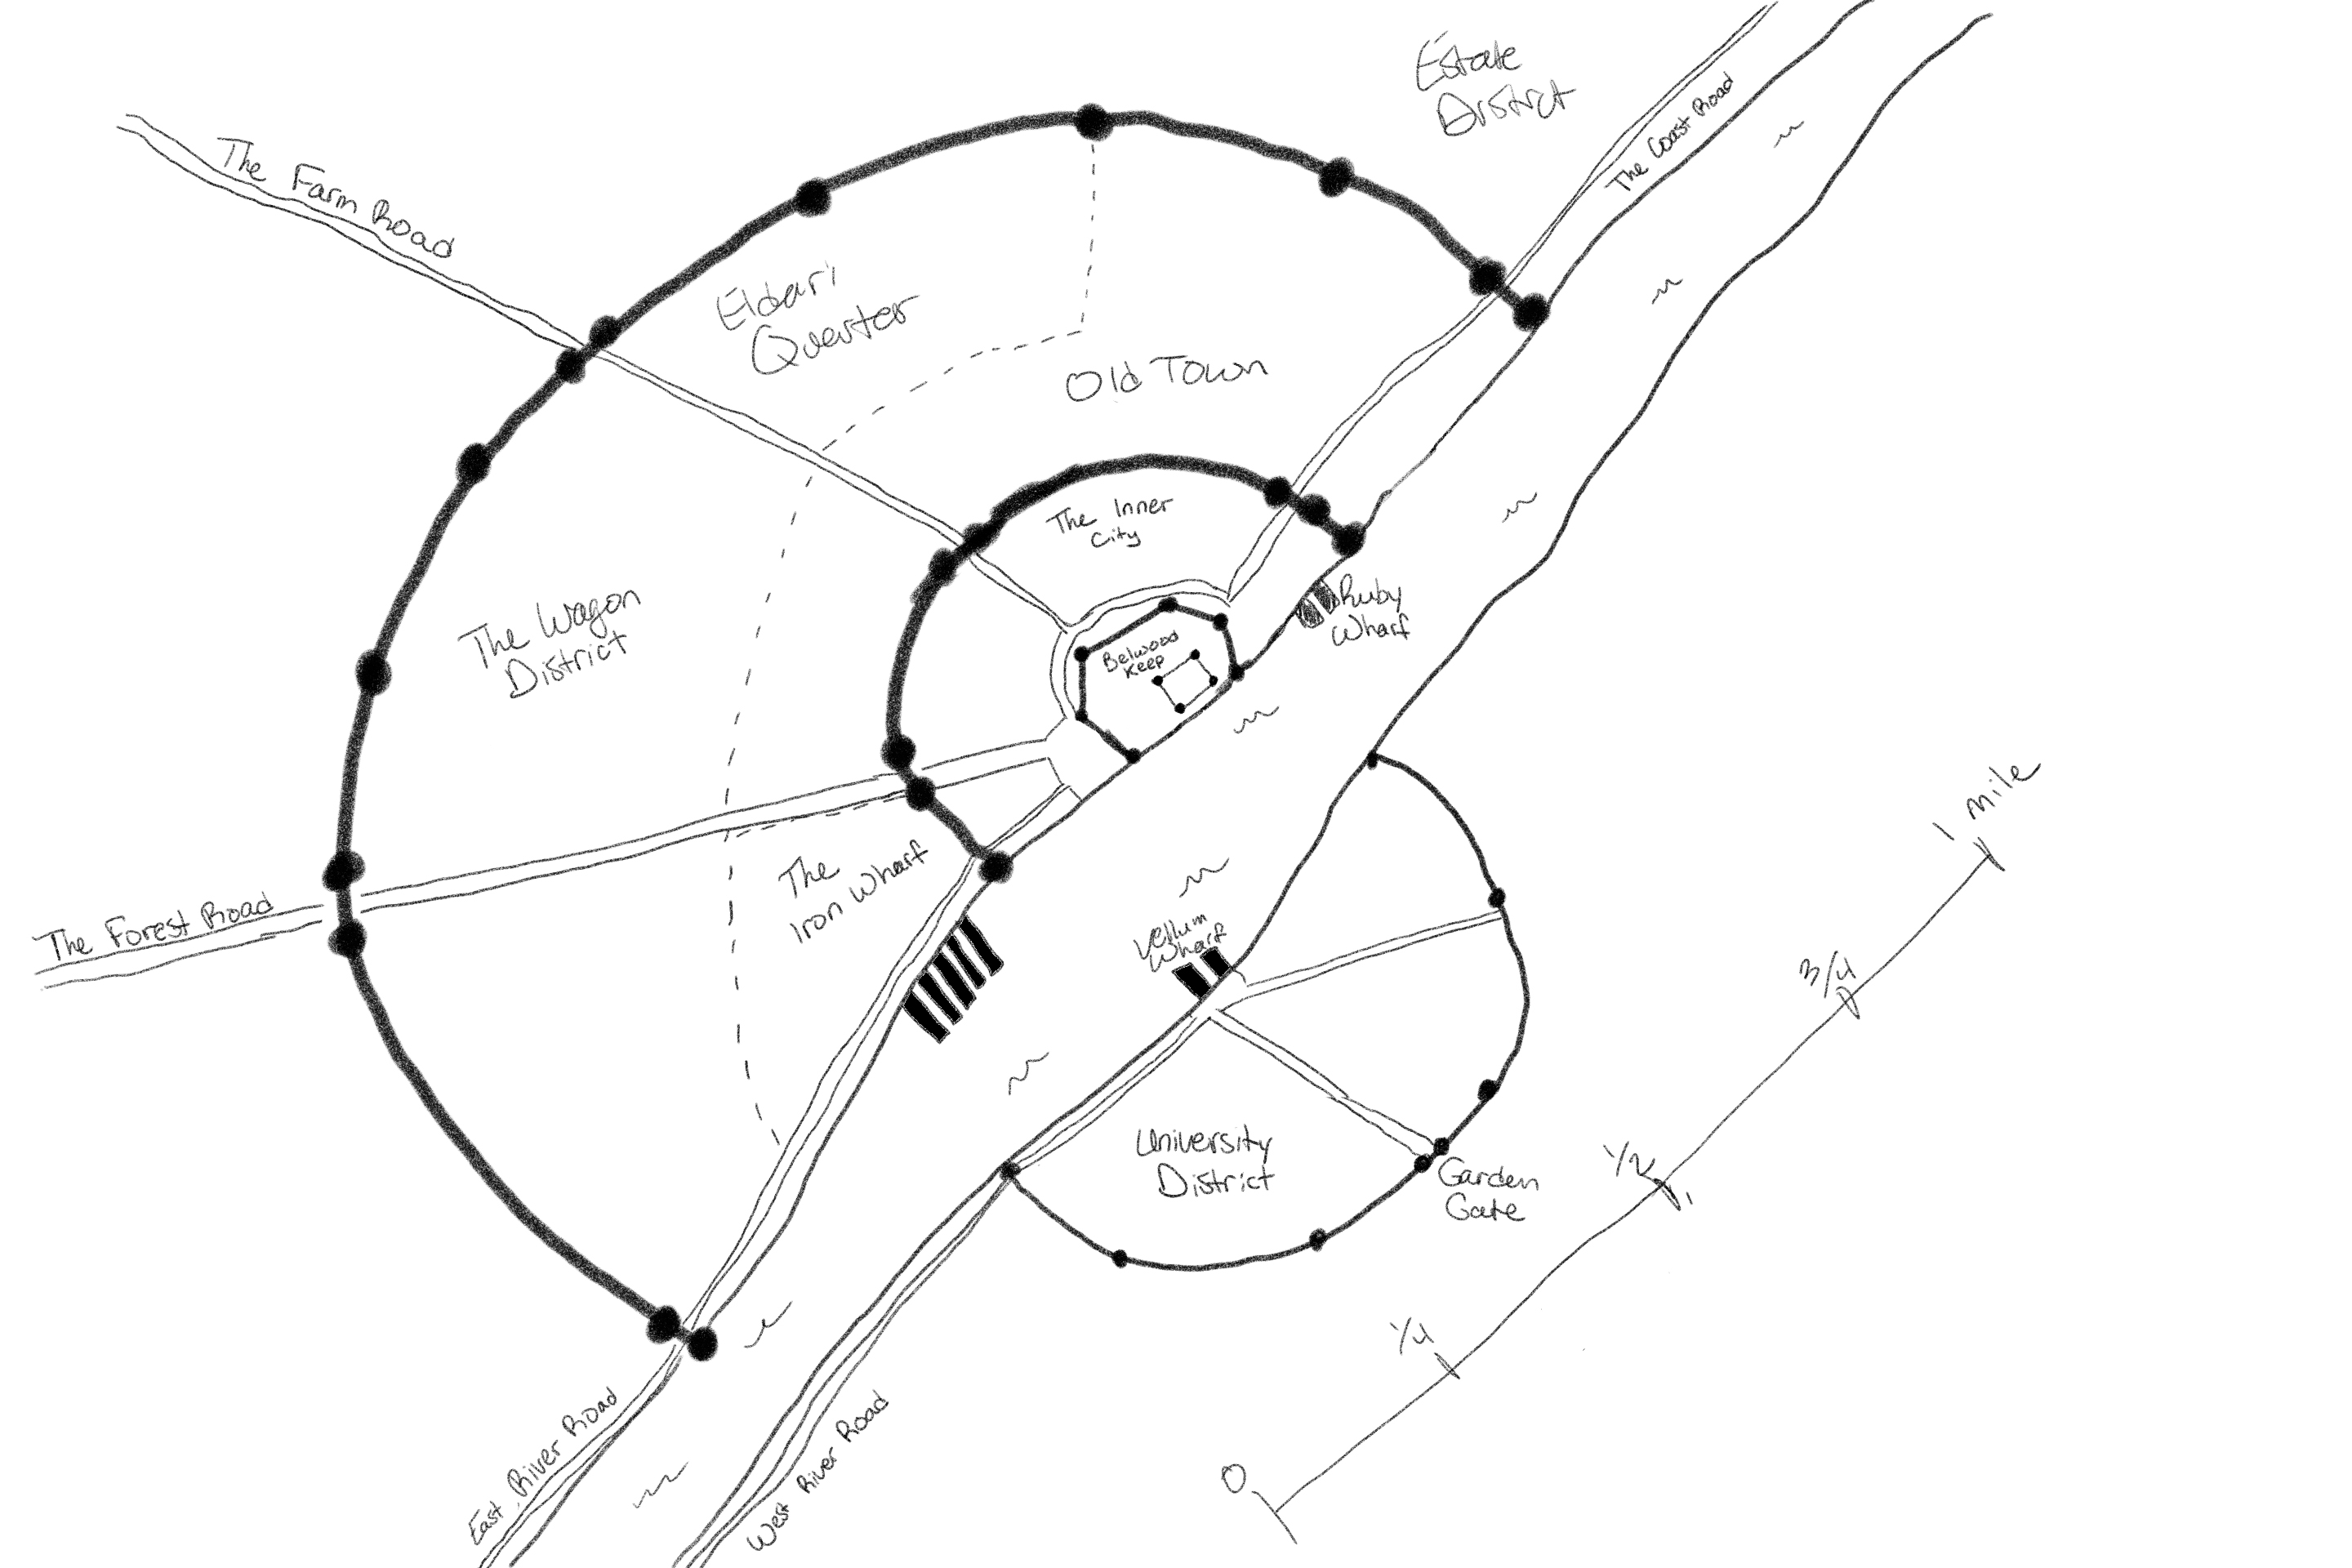 Estate
District
The Coast Road
The Farm Road
Eldari
Quarter
Old Town
The Inner
City
The Wagon
District
Ruby
Wharf
Belwood
Keep
1 mile
The
Iron Wharf
The Forest Road
Vellum
Wharf
3/4
University
District
Garden
Gate
1/2
1/4
East River Road
West River Road
0